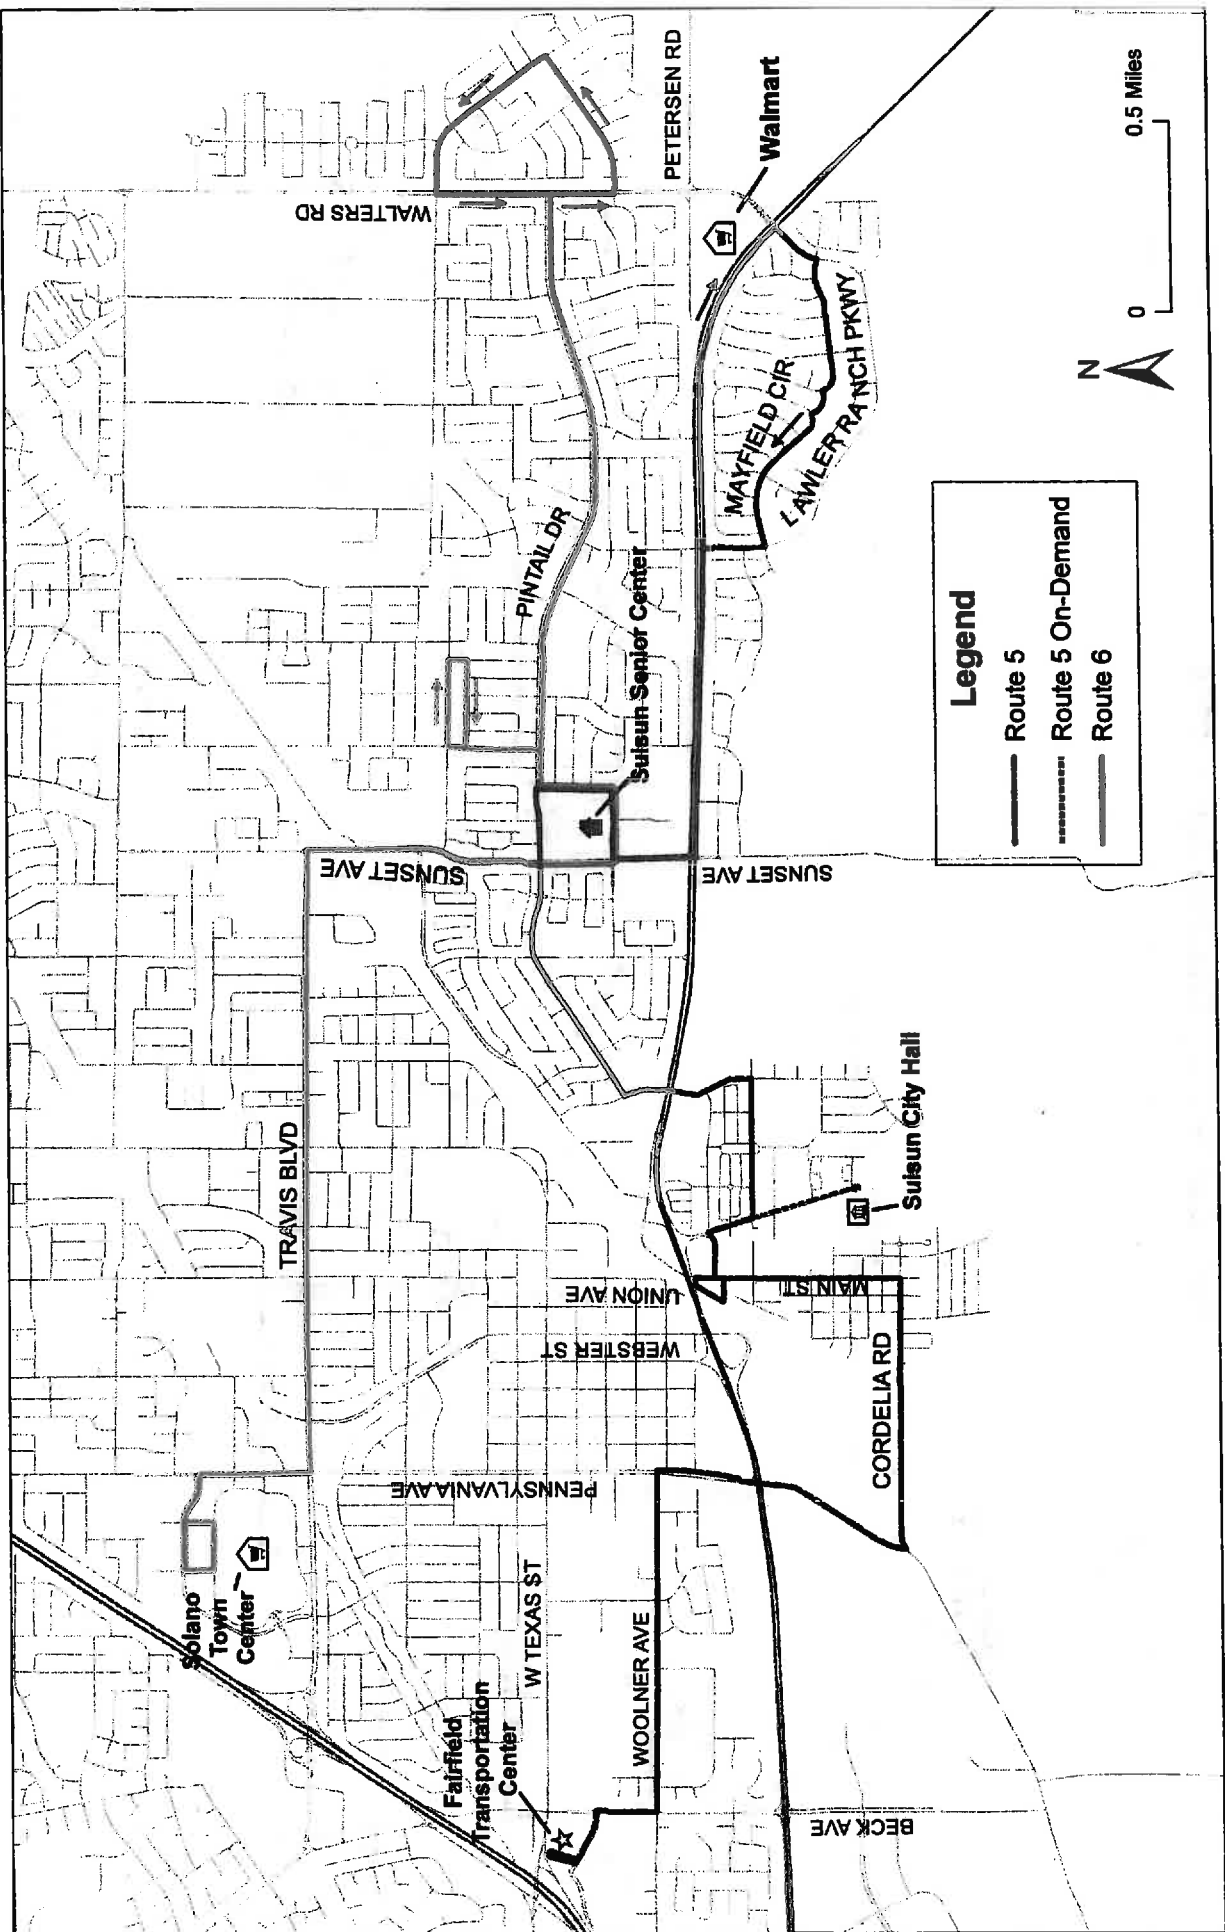 Solano
Town
Center
TRAVIS BLVD
SUNSET AVE
WALTERS RD
Fairfield
Transportation
Center
W TEXAS ST
PENNSYLVANIA AVE
WEBSTER ST
UNION AVE
PINTAIL DR
PETERSEN RD
WOOLNER AVE
Suisun Senior Center
Walmart
BECK AVE
CORDELIA RD
MAIN ST
Suisun City Hall
SUNSET AVE
MAYFIELD CIR
LAWLER RANCH PKWY
Legend
Route 5
Route 5 On-Demand
Route 6
N
0
0.5 Miles